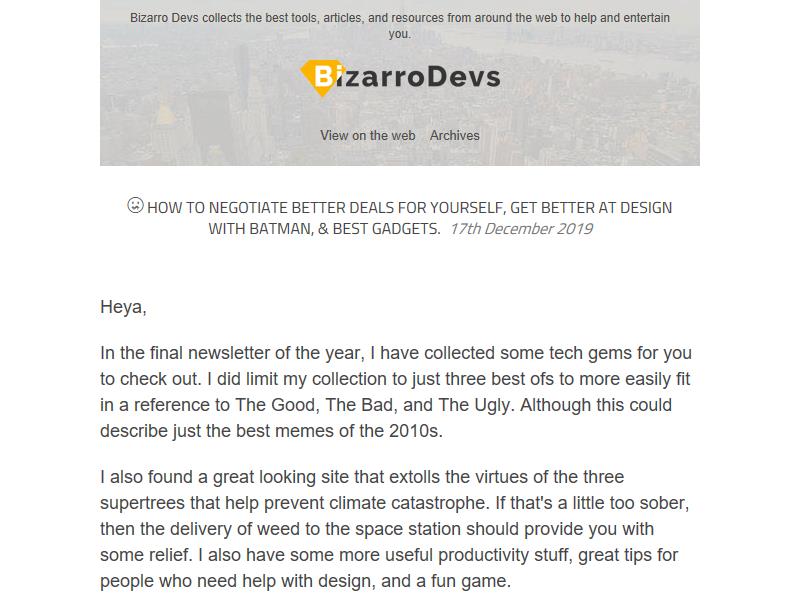 Bizarro Devs collects the best tools, articles, and resources from around the web to help and entertain
you.
BizarroDevs
View on the web Archives
HOW TO NEGOTIATE BETTER DEALS FOR YOURSELF, GET BETTER AT DESIGN
WITH BATMAN, & BEST GADGETS. 17th December 2019
Heya,
In the final newsletter of the year, I have collected some tech gems for you
to check out. I did limit my collection to just three best ofs to more easily fit
in a reference to The Good, The Bad, and The Ugly. Although this could
describe just the best memes of the 2010s.
I also found a great looking site that extolls the virtues of the three
supertrees that help prevent climate catastrophe. If that's a little too sober,
then the delivery of weed to the space station should provide you with
some relief. I also have some more useful productivity stuff, great tips for
people who need help with design, and a fun game.